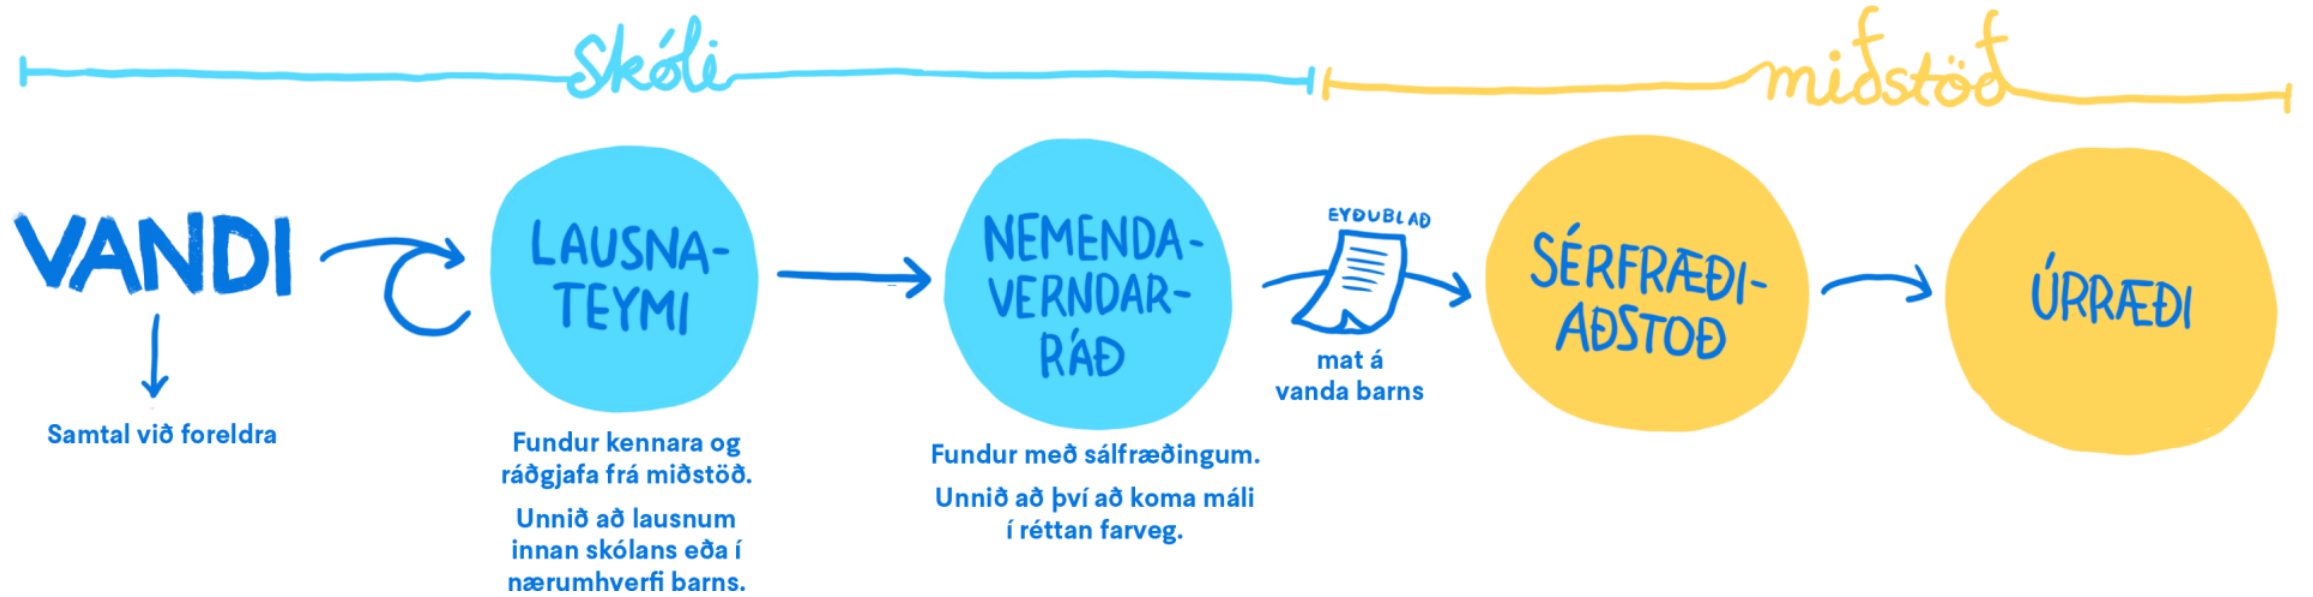 Skóli
miðstöð
VANDI
Samtal við foreldra
LAUSNA-
TEYMI
Fundur kennara og
ráðgjafa frá miðstöð.
Unnið að lausnum
innan skólans eða í
nærumhverfi barns.
NEMENDA-
VERNDAR-
RÁÐ
Fundur með sálfræðingum.
Unnið að því að koma máli
í réttan farveg.
EYÐUBLAÐ
mat á
vanda barns
SÉRFRÆÐI-
AÐSTOÐ
ÚRRÆÐI